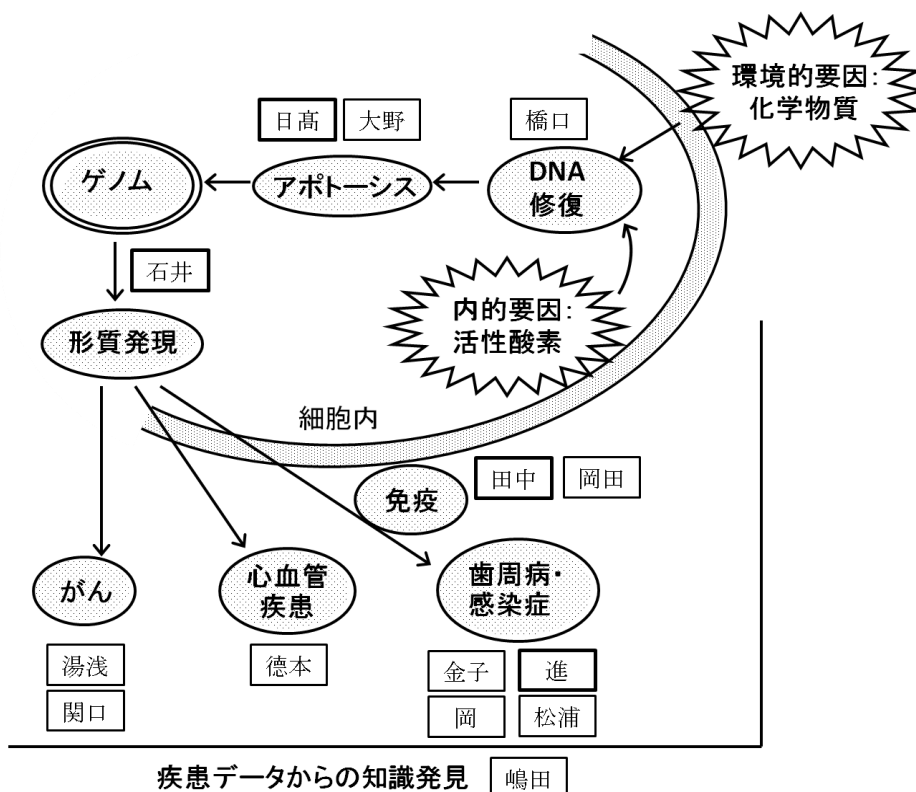 環境的要因:
化学物質
日髙
大野
橋口
ゲノム
アポトーシス
DNA
修復
石井
内的要因:
活性酸素
形質発現
細胞内
免疫
田中
岡田
がん
心血管
疾患
歯周病・
感染症
湯浅
関口
德本
金子
進
岡
松浦
疾患データからの知識発見
嶋田